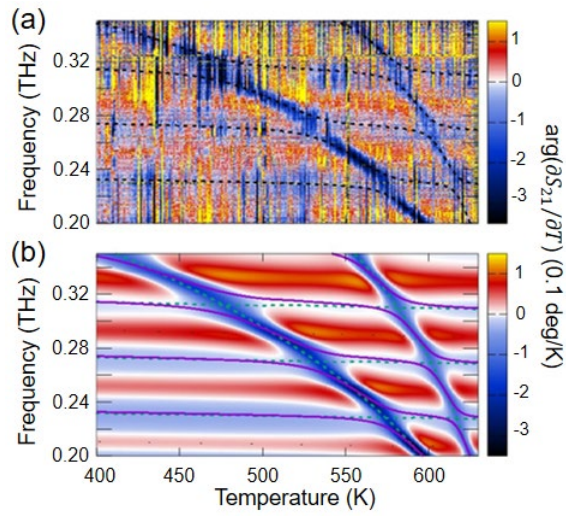 (a)
Frequency (THz)
0.32
0.28
0.24
0.20
1
0
-1
-2
-3
(b)
Frequency (THz)
0.32
0.28
0.24
0.20
1
0
-1
-2
-3
arg(∂S21/∂T) (0.1 deg/K)
400 450 500 550 600
Temperature (K)